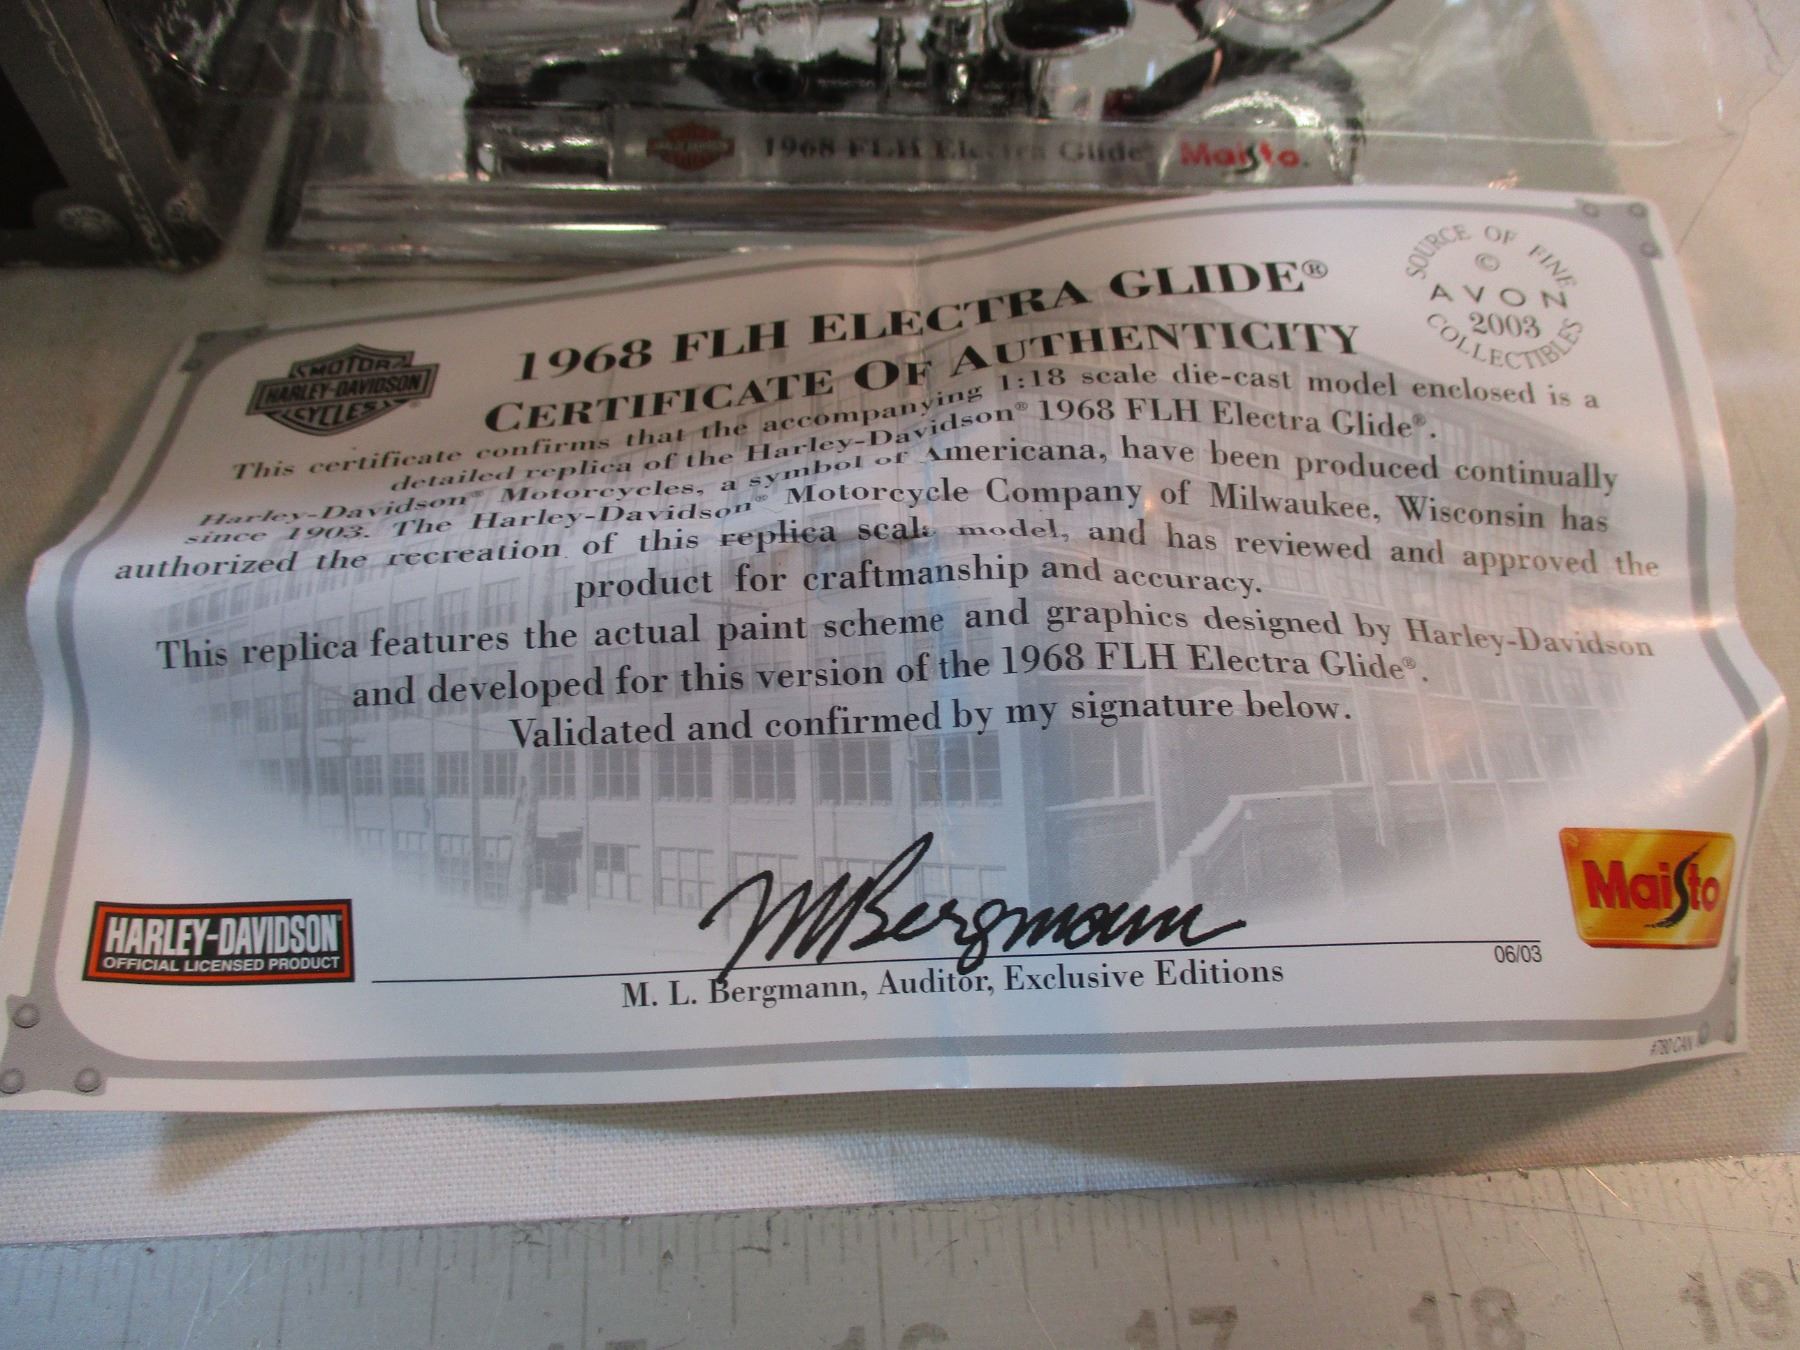 1968 FLH Electra Glide Maisto
1968 FLH ELECTRA GLIDE®
CERTIFICATE OF AUTHENTICITY
SOURCE OF FINE
©
AVON
2003
COLLECTIBLES
MOTOR
HARLEY-DAVIDSON
CYCLES
This certificate confirms that the accompanying 1:18 scale die-cast model enclosed is a
detailed replica of the Harley-Davidson® 1968 FLH Electra Glide®.
Harley-Davidson® Motorcycles, a symbol of Americana, have been produced continually
since 1903. The Harley-Davidson® Motorcycle Company of Milwaukee, Wisconsin has
authorized the recreation of this replica scale model, and has reviewed and approved the
product for craftmanship and accuracy.
This replica features the actual paint scheme and graphics designed by Harley-Davidson
and developed for this version of the 1968 FLH Electra Glide®.
Validated and confirmed by my signature below.
MBergmann
HARLEY-DAVIDSON
OFFICIAL LICENSED PRODUCT
Maisto
06/03
M. L. Bergmann, Auditor, Exclusive Editions
#780 CAN
16 17 18 19